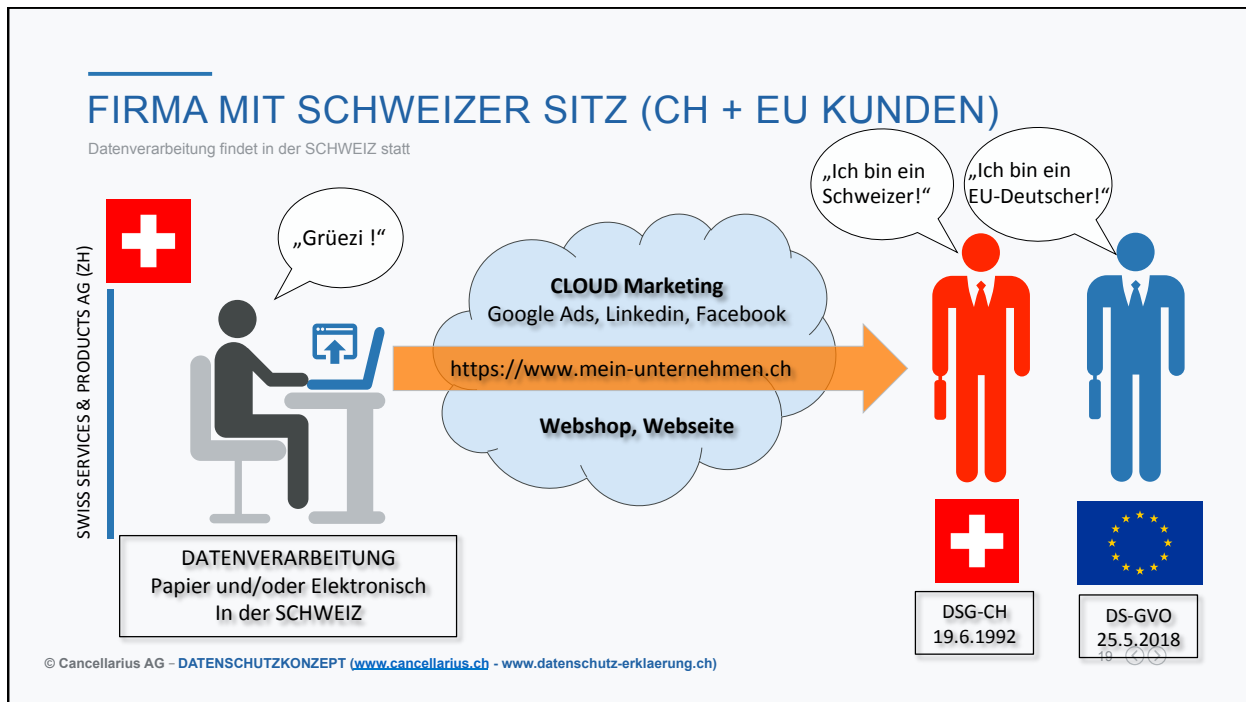 FIRMA MIT SCHWEIZER SITZ (CH + EU KUNDEN)
Datenverarbeitung findet in der SCHWEIZ statt
SWISS SERVICES & PRODUCTS AG (ZH)
„Grüezi !“
CLOUD Marketing
Google Ads, Linkedin, Facebook
https://www.mein-unternehmen.ch
Webshop, Webseite
„Ich bin ein
Schweizer!“
„Ich bin ein
EU-Deutscher!“
DATENVERARBEITUNG
Papier und/oder Elektronisch
In der SCHWEIZ
DSG-CH
19.6.1992
DS-GVO
25.5.2018
© Cancellarius AG – DATENSCHUTZKONZEPT (www.cancellarius.ch - www.datenschutz-erklaerung.ch)
19